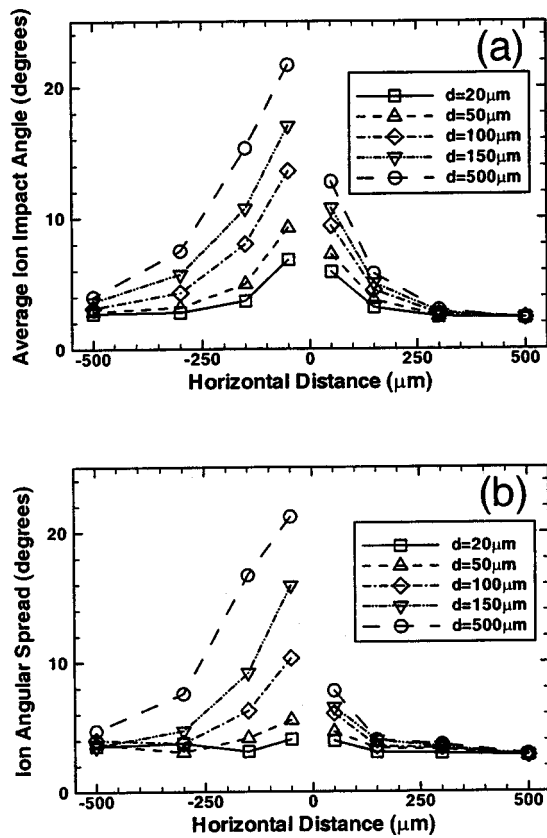 (a)
Average Ion Impact Angle (degrees)
20
10
0
d=20μm
d=50μm
d=100μm
d=150μm
d=500μm
-500
-250
0
250
500
Horizontal Distance (μm)
(b)
Ion Angular Spread (degrees)
20
10
0
d=20μm
d=50μm
d=100μm
d=150μm
d=500μm
-500
-250
0
250
500
Horizontal Distance (μm)